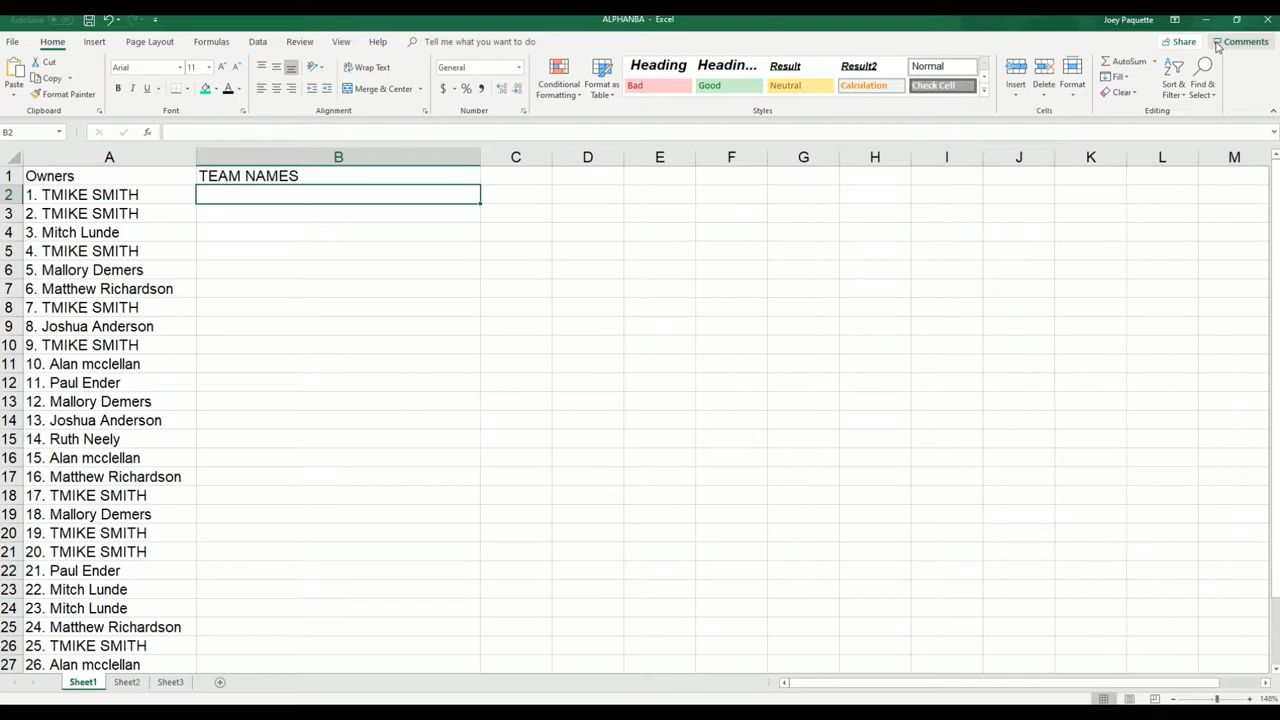 AutoSave Off ALPHANBA - Excel Joey Paquette
File Home Insert Page Layout Formulas Data Review View Help Tell me what you want to do Share Comments
Paste Cut Copy Format Painter Clipboard
Arial 11 A A B I U A Font
Wrap Text Merge & Center Alignment
General $ % Number
Conditional Formatting Format as Table
Heading Headin... Result Result2 Normal
Bad Good Neutral Calculation Check Cell
Styles
Insert Delete Format Cells
AutoSum Fill Clear Sort & Filter Find & Select Editing
B2 fx
A B C D E F G H I J K L M
1 Owners TEAM NAMES
2 1. TMIKE SMITH
3 2. TMIKE SMITH
4 3. Mitch Lunde
5 4. TMIKE SMITH
6 5. Mallory Demers
7 6. Matthew Richardson
8 7. TMIKE SMITH
9 8. Joshua Anderson
10 9. TMIKE SMITH
11 10. Alan mcclellan
12 11. Paul Ender
13 12. Mallory Demers
14 13. Joshua Anderson
15 14. Ruth Neely
16 15. Alan mcclellan
17 16. Matthew Richardson
18 17. TMIKE SMITH
19 18. Mallory Demers
20 19. TMIKE SMITH
21 20. TMIKE SMITH
22 21. Paul Ender
23 22. Mitch Lunde
24 23. Mitch Lunde
25 24. Matthew Richardson
26 25. TMIKE SMITH
27 26. Alan mcclellan
Sheet1 Sheet2 Sheet3
148%